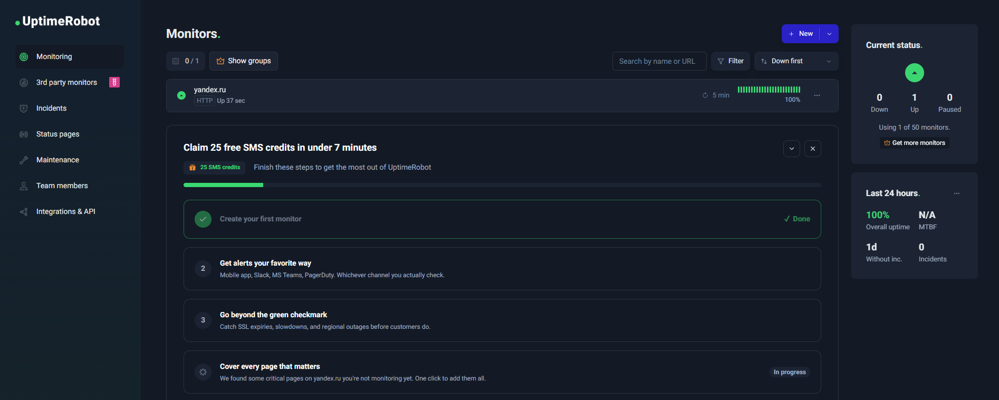 UptimeRobot
Monitoring
3rd party monitors
Incidents
Status pages
Maintenance
Team members
Integrations & API
Monitors.
+ New
0 / 1
Show groups
Search by name or URL
Filter
Down first
yandex.ru
HTTP Up 37 sec
5 min
100%
Claim 25 free SMS credits in under 7 minutes
25 SMS credits
Finish these steps to get the most out of UptimeRobot
Create your first monitor
Done
2
Get alerts your favorite way
Mobile app, Slack, MS Teams, PagerDuty. Whichever channel you actually check.
3
Go beyond the green checkmark
Catch SSL expiries, slowdowns, and regional outages before customers do.
Cover every page that matters
We found some critical pages on yandex.ru you're not monitoring yet. One click to add them all.
In progress
Current status.
0 1 0
Down Up Paused
Using 1 of 50 monitors.
Get more monitors
Last 24 hours.
100% N/A
Overall uptime MTBF
1d 0
Without inc. Incidents